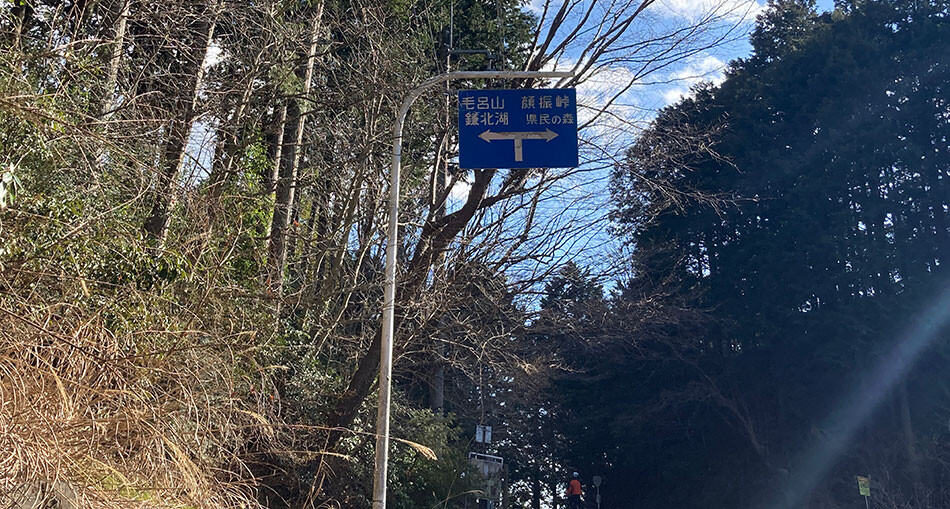 毛呂山 顔振峠
鎌北湖 県民の森